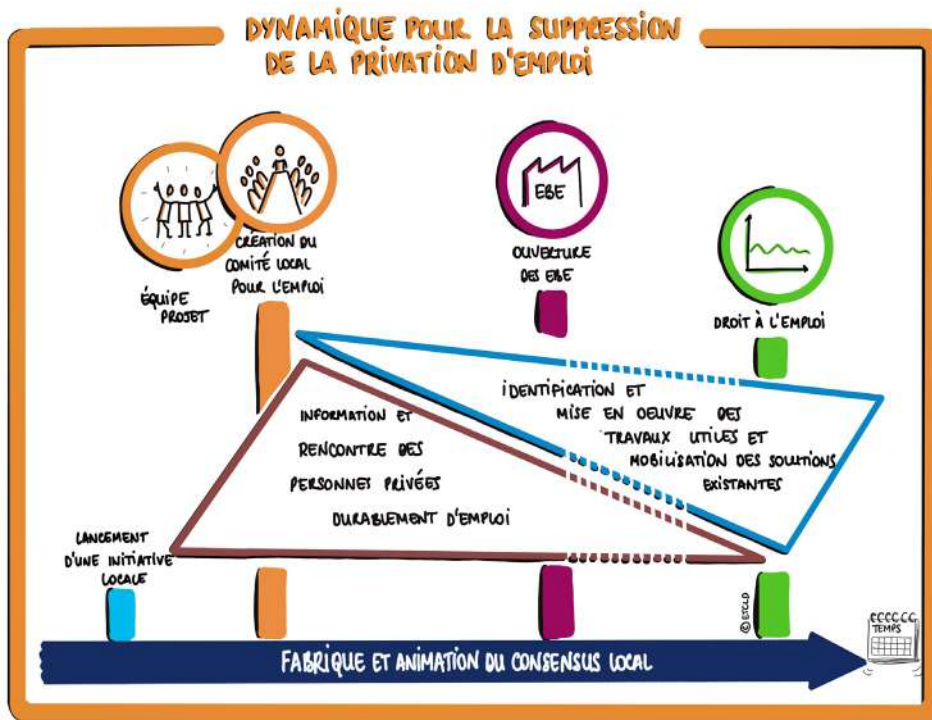 DYNAMIQUE POUR LA SUPPRESSION
DE LA PRIVATION D'EMPLOI
ÉQUIPE
PROJET
CRÉATION DU
COMITÉ LOCAL
POUR L'EMPLOI
EBE
OUVERTURE
DES EBE
DROIT À L'EMPLOI
INFORMATION ET
RENCONTRE DES
PERSONNES PRIVÉES
DURABLEMENT D'EMPLOI
IDENTIFICATION ET
MISE EN OEUVRE DES
TRAVAUX UTILES ET
MOBILISATION DES SOLUTIONS
EXISTANTES
LANCEMENT
D'UNE INITIATIVE
LOCALE
© ETCLD
TEMPS
FABRIQUE ET ANIMATION DU CONSENSUS LOCAL